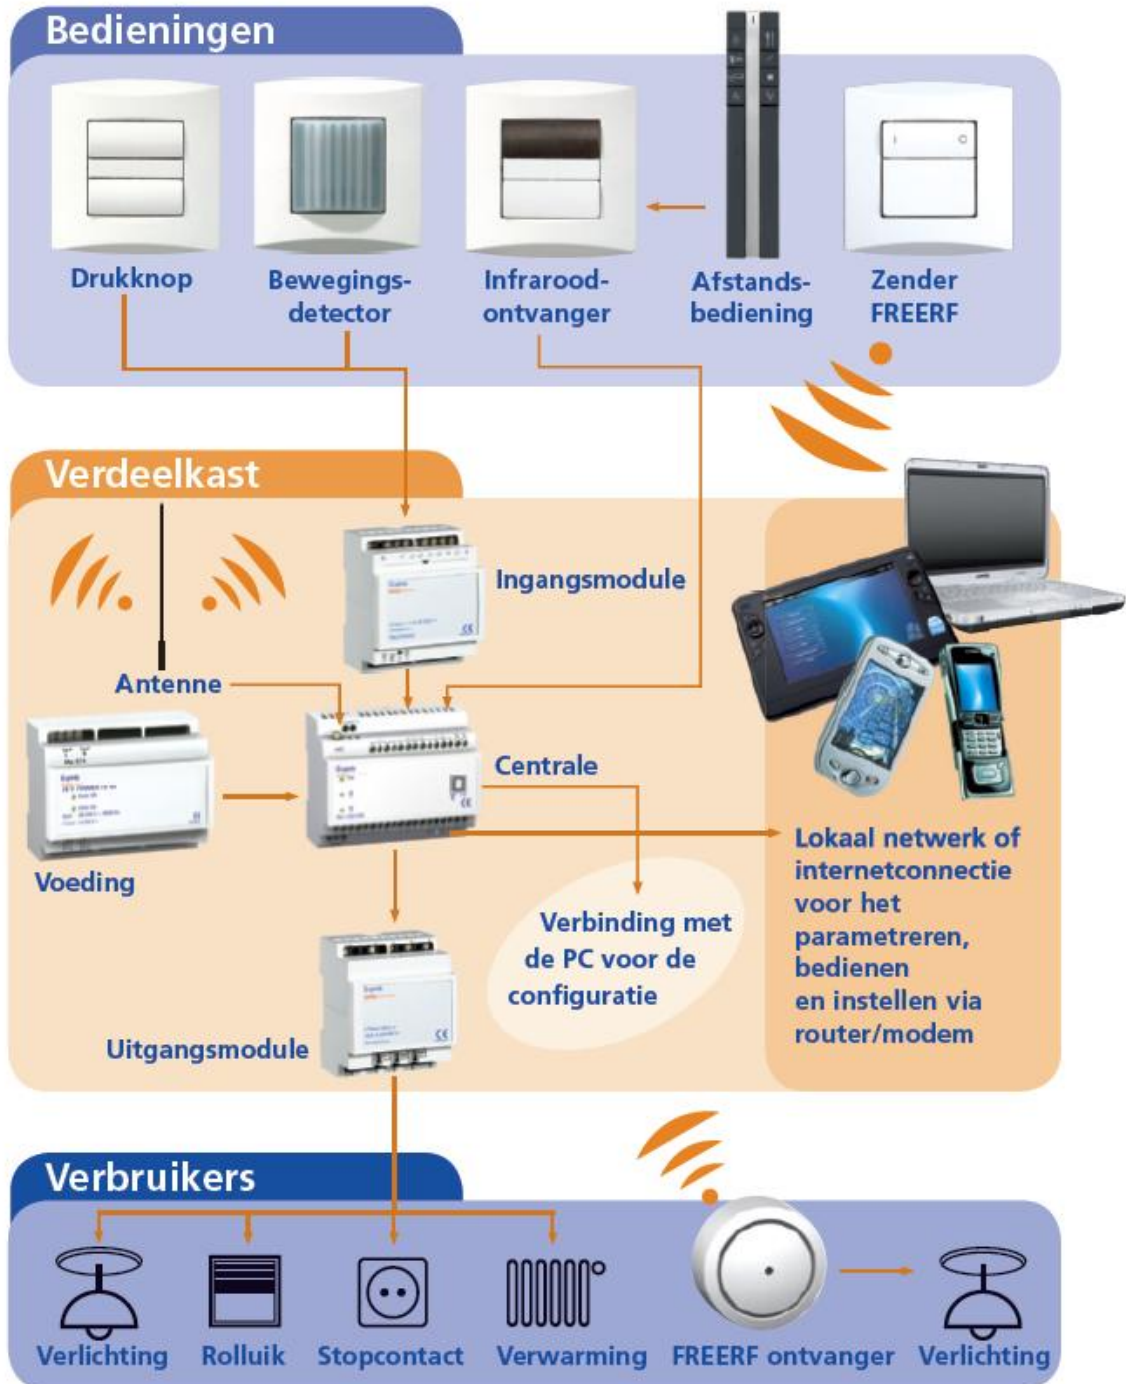 Bedieningen
Drukknop
Bewegings-
detector
Infrarood-
ontvanger
Afstands-
bediening
Zender
FREERF
Verdeelkast
Ingangsmodule
Antenne
Centrale
Voeding
Verbinding met
de PC voor de
configuratie
Lokaal netwerk of
internetconnectie
voor het
parametreren,
bedienen
en instellen via
router/modem
Uitgangsmodule
Verbruikers
Verlichting
Rolluik
Stopcontact
Verwarming
FREERF ontvanger
Verlichting